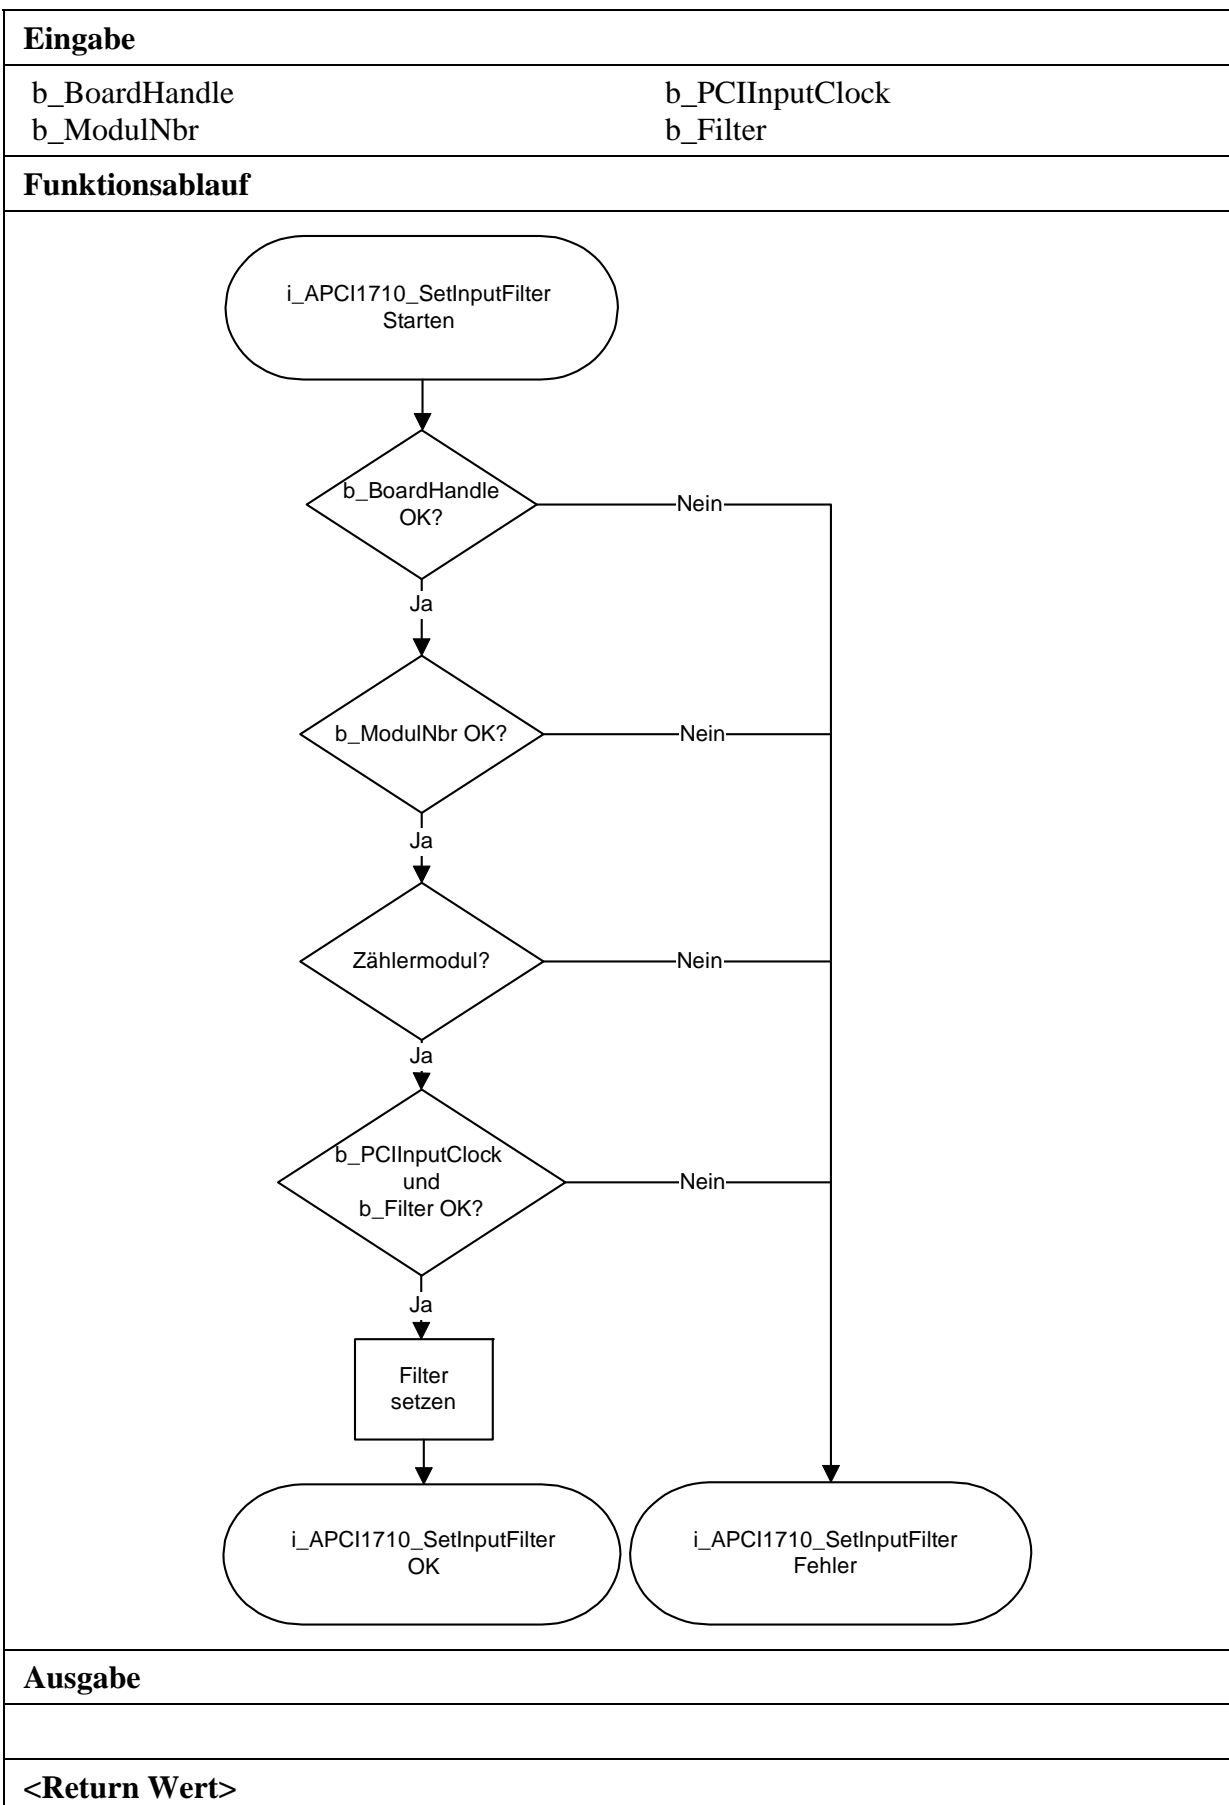 Eingabe
b_BoardHandle b_PCIInputClock
b_ModulNbr b_Filter
Funktionsablauf
i_APCI1710_SetInputFilter
Starten
b_BoardHandle
OK?
Nein
Ja
b_ModulNbr OK?
Nein
Ja
Zählermodul?
Nein
Ja
b_PCIInputClock
und
b_Filter OK?
Nein
Ja
Filter
setzen
i_APCI1710_SetInputFilter
OK
i_APCI1710_SetInputFilter
Fehler
Ausgabe
<Return Wert>